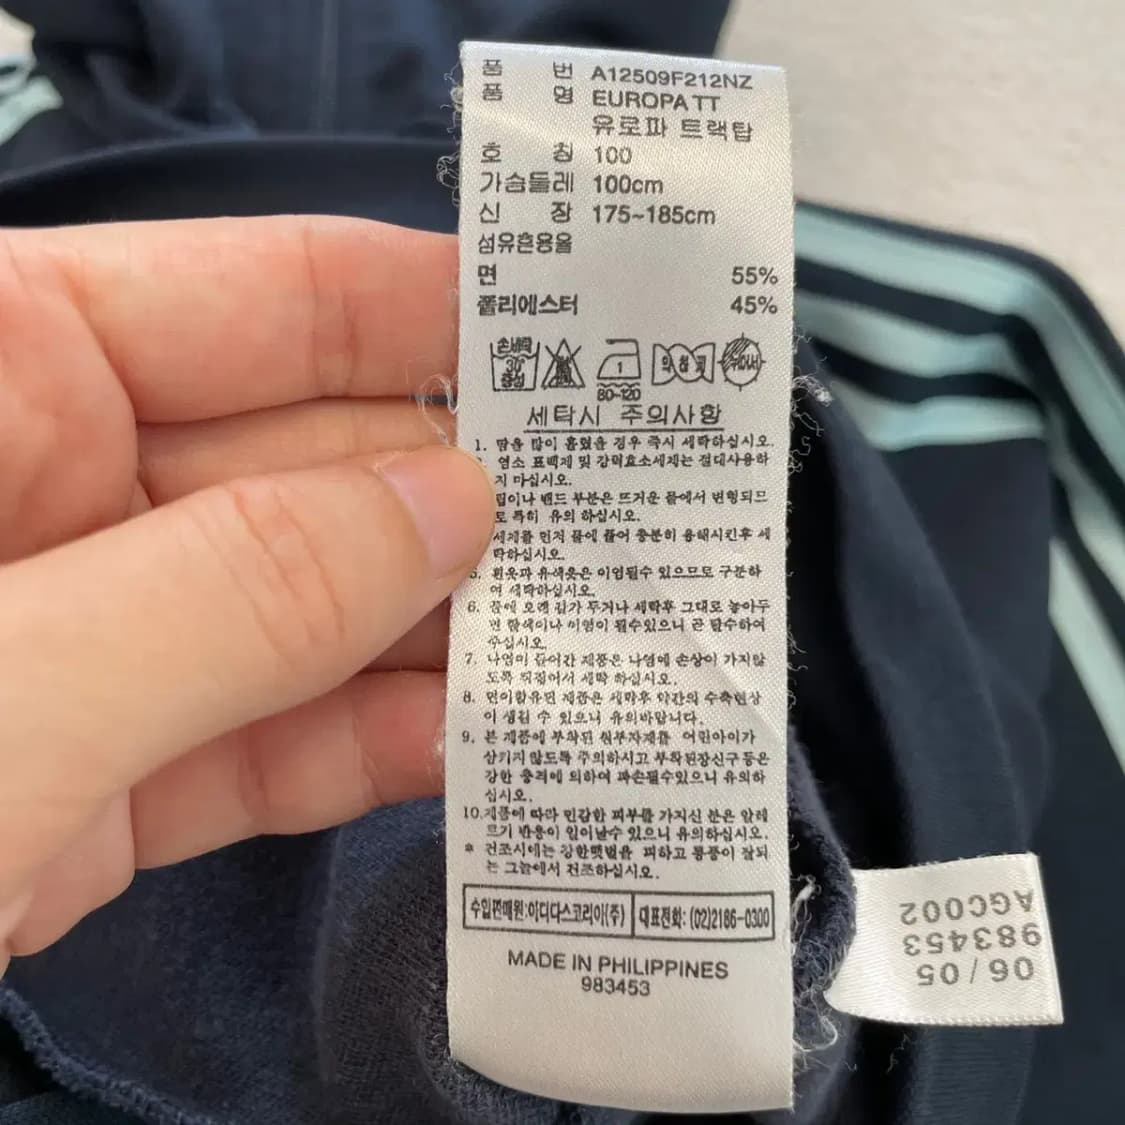 품 번 A12509F212NZ
품 명 EUROPA TT
유로파 트랙탑
호 칭 100
가슴둘레 100cm
신 장 175~185cm
섬유혼용율
면 55%
폴리에스터 45%
손세탁
30
중성
1
80-120
약하게
드라이
세탁시 주의사항
1. 땀을 많이 흘렸을 경우 즉시 세탁하십시오.
염소 표백제 및 강력효소세제는 절대사용하
지 마십시오.
이나 밴드 부분은 뜨거운 물에서 변형되므
로 특히 유의 하십시오.
세제를 먼저 물에 풀어 충분히 용해시킨후 세
탁하십시오.
5. 흰옷과 유색옷은 이염될수 있으므로 구분하
여 세탁하십시오.
6. 물에 오랜 담가 두거나 세탁후 그대로 놓아두
면 탈색이나 이염이 될수있으니 곧 탈수하여
주십시오.
7. 나염이 들어간 제품은 나염에 손상이 가지않
도록 뒤집어서 세탁 하십시오.
8. 면이함유된 제품은 세탁후 약간의 수축현상
이 생길 수 있으니 유의바랍니다.
9. 본 제품에 부착된 원부자재를 어린아이가
삼키지 않도록 주의하시고 부착된장신구등은
강한 충격에 의하여 파손될수있으니 유의하
십시오.
10.제품에 따라 민감한 피부를 가지신 분은 알레
르기 반응이 일어날수 있으니 유의하십시오.
* 건조시에는 강한햇볕을 피하고 통풍이 잘되
는 그늘에서 건조하십시오.
수입판매원:아디다스코리아(주) 대표전화: (02)2186-0300
MADE IN PHILIPPINES
983453
06/05
983453
AGC002